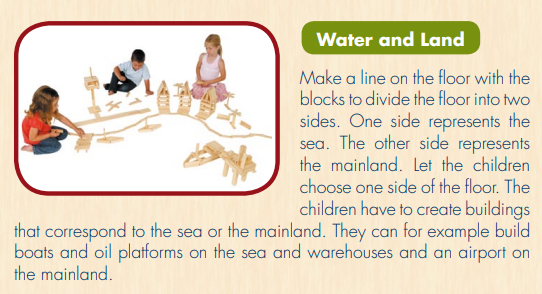 Water and Land
Make a line on the floor with the
blocks to divide the floor into two
sides. One side represents the
sea. The other side represents
the mainland. Let the children
choose one side of the floor. The
children have to create buildings
that correspond to the sea or the mainland. They can for example build
boats and oil platforms on the sea and warehouses and an airport on
the mainland.